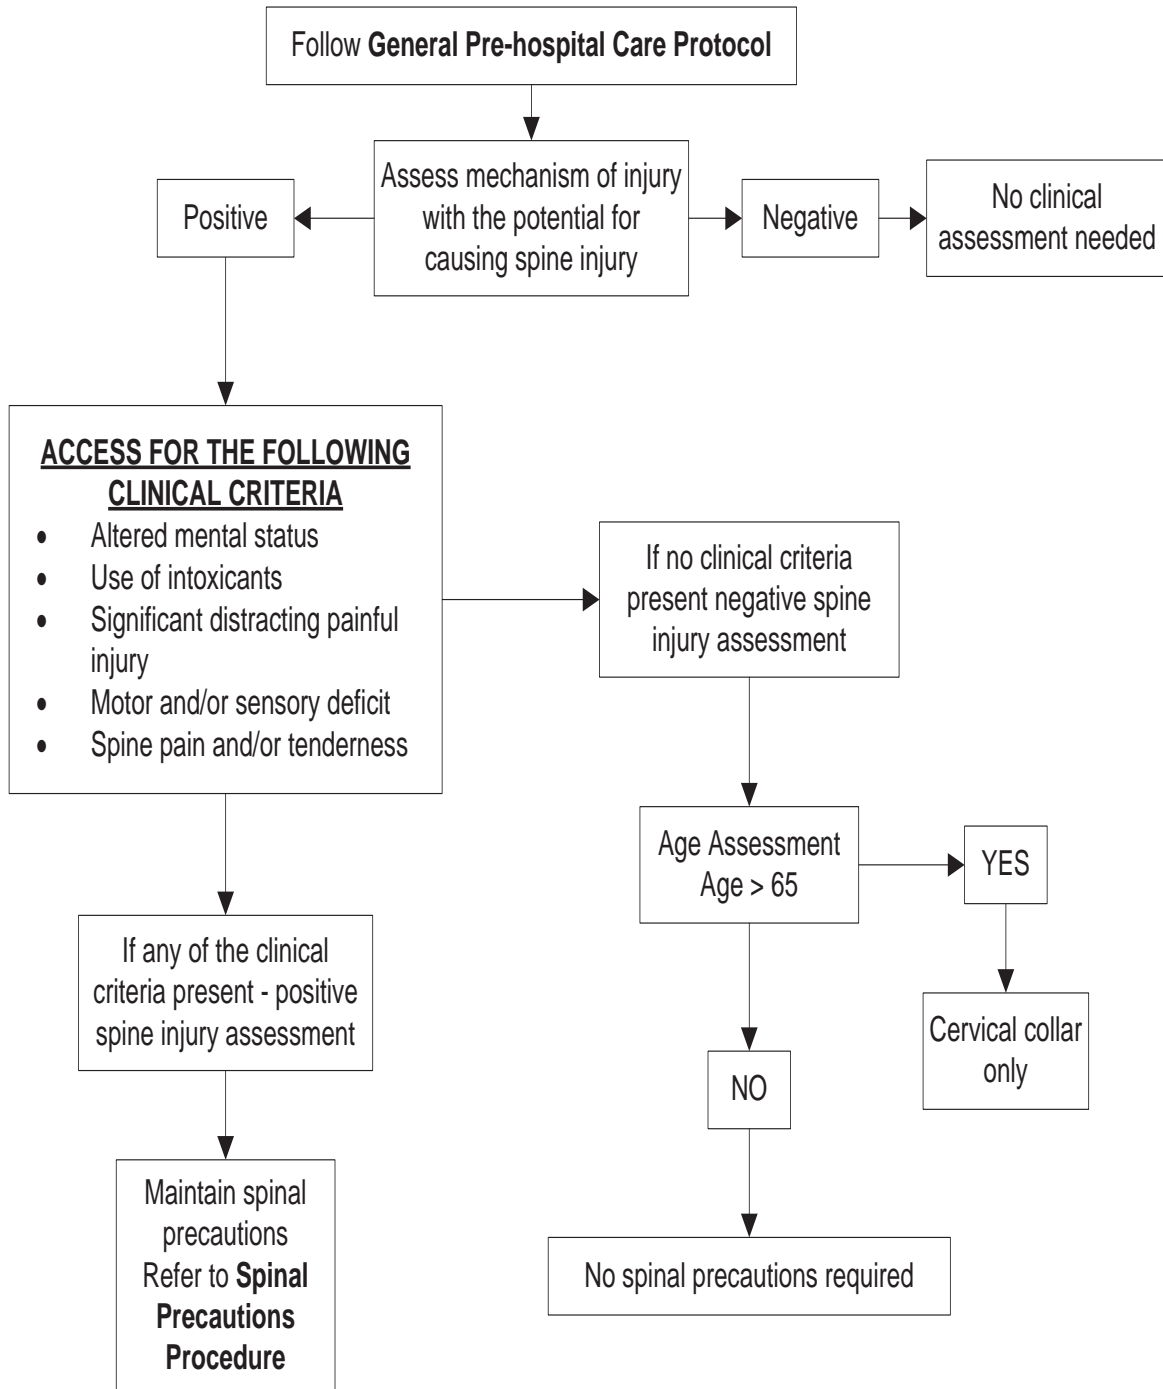 Follow General Pre-hospital Care Protocol
Assess mechanism of injury
with the potential for
causing spine injury
Positive
Negative
No clinical
assessment needed
ACCESS FOR THE FOLLOWING
CLINICAL CRITERIA
• Altered mental status
• Use of intoxicants
• Significant distracting painful
injury
• Motor and/or sensory deficit
• Spine pain and/or tenderness
If no clinical criteria
present negative spine
injury assessment
Age Assessment
Age > 65
YES
Cervical collar
only
NO
No spinal precautions required
If any of the clinical
criteria present - positive
spine injury assessment
Maintain spinal
precautions
Refer to Spinal
Precautions
Procedure